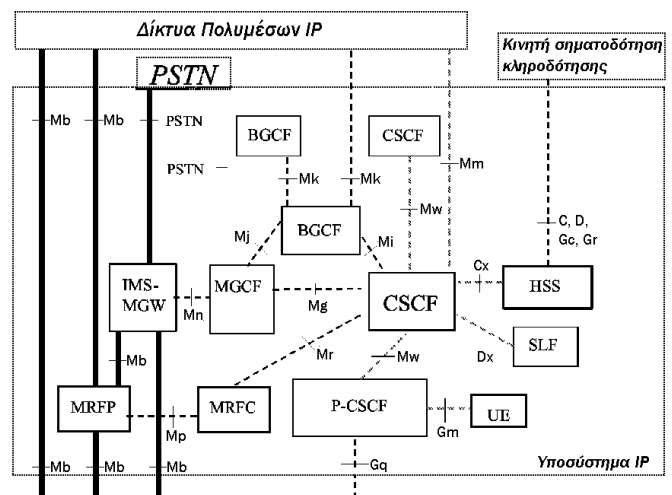 Δίκτυα Πολυμέσων IP
Κινητή σηματοδότηση
κληροδότησης
PSTN
Mb
Mb
PSTN
BGCF
CSCF
Mm
PSTN
Mk
Mk
Mw
C, D,
Gc, Gr
BGCF
Mj
Mi
IMS-
MGW
MGCF
CSCF
Cx
HSS
Mn
Mg
SLF
Dx
Mb
Mr
Mw
MRFP
MRFC
P-CSCF
UE
Mp
Gm
Mb
Mb
Mb
Gq
Υποσύστημα IP